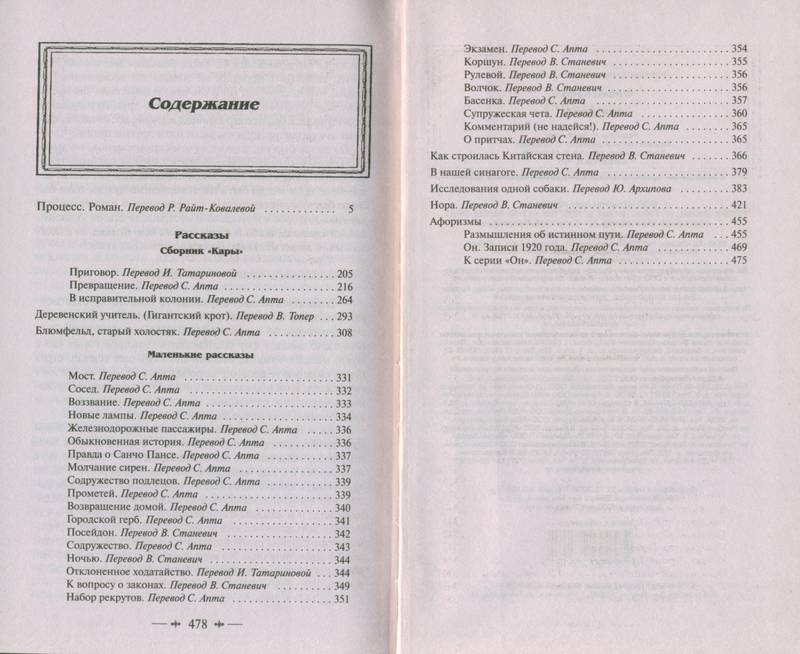 Содержание
Процесс. Роман. Перевод Р. Райт-Ковалевой . . . . . . . . . . . . 5
Рассказы
Сборник «Кары»
Приговор. Перевод И. Татариновой . . . . . . . . . . . . . 205
Превращение. Перевод С. Апта . . . . . . . . . . . . . . . . 216
В исправительной колонии. Перевод С. Апта . . . . . . 264
Деревенский учитель. (Гигантский крот). Перевод В. Топер . . . 293
Блюмфельд, старый холостяк. Перевод С. Апта . . . . . . . . . . 308
Маленькие рассказы
Мост. Перевод С. Апта . . . . . . . . . . . . . . . . . . . . 331
Сосед. Перевод С. Апта . . . . . . . . . . . . . . . . . . . . 332
Воззвание. Перевод С. Апта . . . . . . . . . . . . . . . . . . 333
Новые лампы. Перевод С. Апта . . . . . . . . . . . . . . . . 334
Железнодорожные пассажиры. Перевод С. Апта . . . . . 336
Обыкновенная история. Перевод С. Апта . . . . . . . . . 336
Правда о Санчо Пансе. Перевод С. Апта . . . . . . . . . . 337
Молчание сирен. Перевод С. Апта . . . . . . . . . . . . . . 337
Содружество подлецов. Перевод С. Апта . . . . . . . . . . 339
Прометей. Перевод С. Апта . . . . . . . . . . . . . . . . . . 339
Возвращение домой. Перевод С. Апта . . . . . . . . . . . . 340
Городской герб. Перевод С. Апта . . . . . . . . . . . . . . . 341
Посейдон. Перевод В. Станевич . . . . . . . . . . . . . . . . 342
Содружество. Перевод С. Апта . . . . . . . . . . . . . . . . 343
Ночью. Перевод В. Станевич . . . . . . . . . . . . . . . . . . 344
Отклоненное ходатайство. Перевод И. Татариновой . . . 344
К вопросу о законах. Перевод В. Станевич . . . . . . . . . 349
Набор рекрутов. Перевод С. Апта . . . . . . . . . . . . . . 351
478
Экзамен. Перевод С. Апта . . . . . . . . . . . . . . . . . . . 354
Коршун. Перевод В. Станевич . . . . . . . . . . . . . . . . . 355
Рулевой. Перевод В. Станевич . . . . . . . . . . . . . . . . . 356
Волчок. Перевод В. Станевич . . . . . . . . . . . . . . . . . . 356
Басенка. Перевод С. Апта . . . . . . . . . . . . . . . . . . . . 357
Супружеская чета. Перевод С. Апта . . . . . . . . . . . . . 360
Комментарий (не надейся!). Перевод С. Апта . . . . . . . 365
О притчах. Перевод С. Апта . . . . . . . . . . . . . . . . . . 365
Как строилась Китайская стена. Перевод В. Станевич . . . . . . 366
В нашей синагоге. Перевод С. Апта . . . . . . . . . . . . . . . . . . 379
Исследования одной собаки. Перевод Ю. Архипова . . . . . . . . 383
Нора. Перевод В. Станевич . . . . . . . . . . . . . . . . . . . . . . . 421
Афоризмы . . . . . . . . . . . . . . . . . . . . . . . . . . . . . . . . . . 455
Размышления об истинном пути. Перевод С. Апта . . . 455
Он. Записи 1920 года. Перевод С. Апта . . . . . . . . . . . 469
К серии «Он». Перевод С. Апта . . . . . . . . . . . . . . . . 475